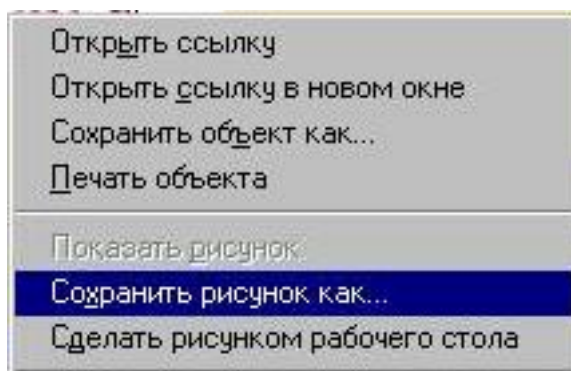 Открыть ссылку
Открыть ссылку в новом окне
Сохранить объект как...
Печать объекта
Показать рисунок
Сохранить рисунок как...
Сделать рисунком рабочего стола